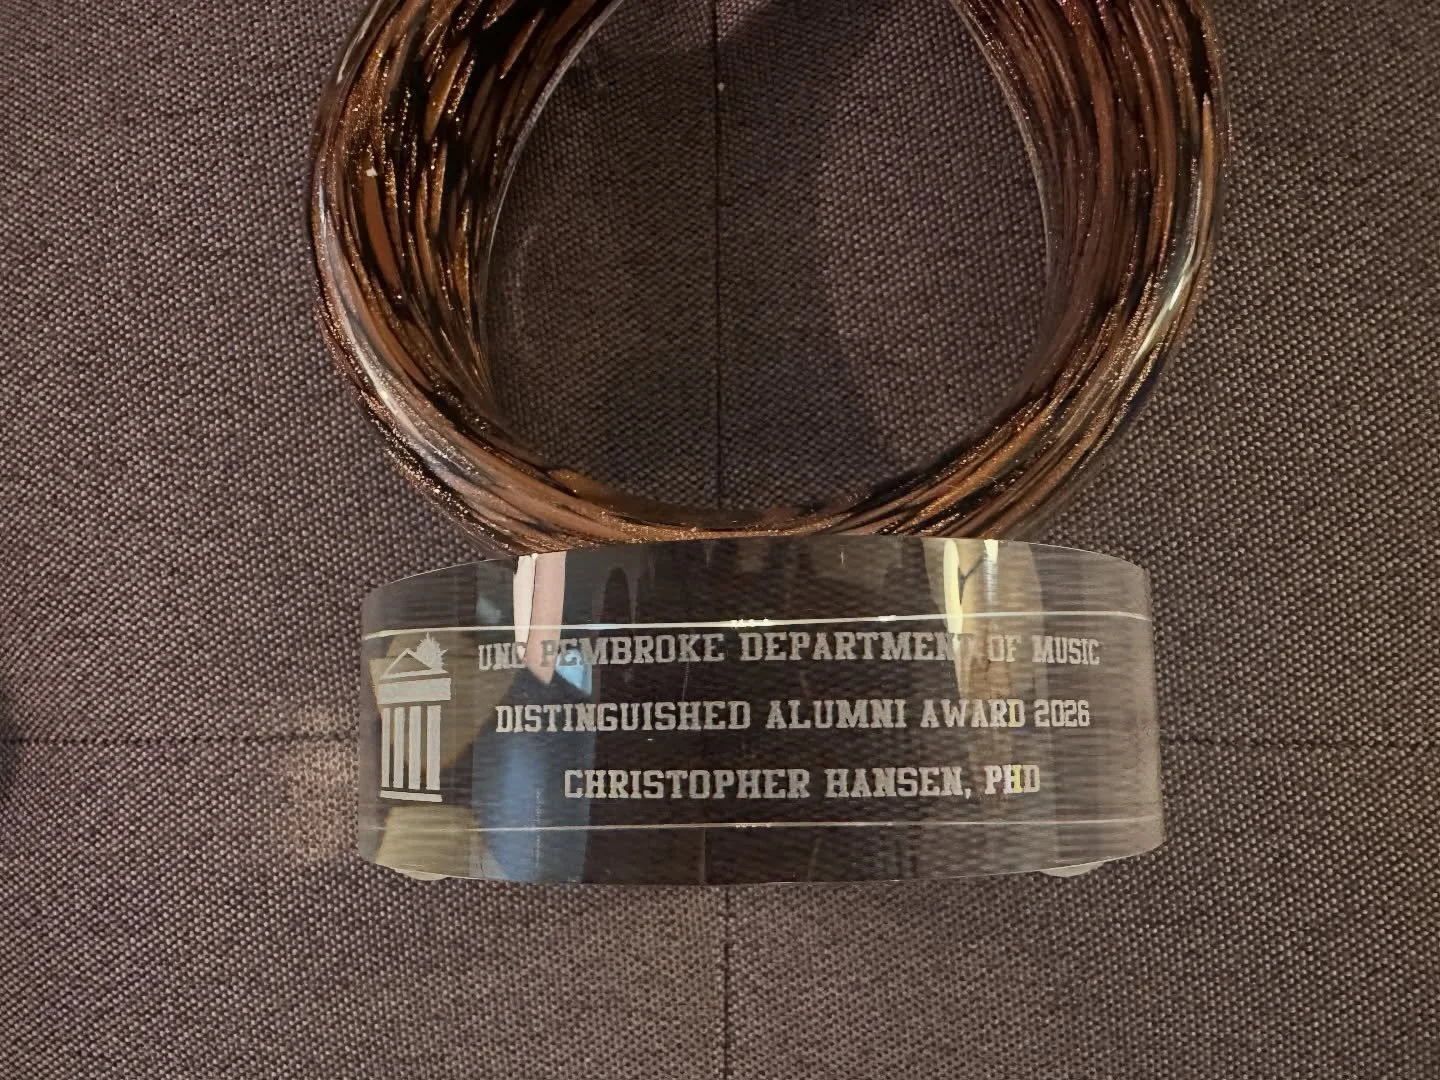 UNC PEMBROKE DEPARTMENT OF MUSIC
DISTINGUISHED ALUMNI AWARD 2026
CHRISTOPHER HANSEN, PHD